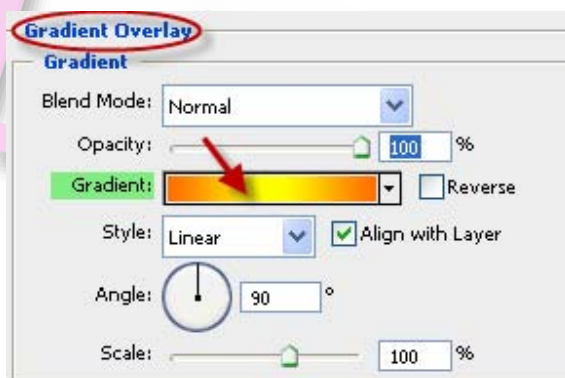 Gradient Overlay
Gradient
Blend Mode: Normal
Opacity: 100 %
Gradient: Reverse
Style: Linear Align with Layer
Angle: 90 °
Scale: 100 %